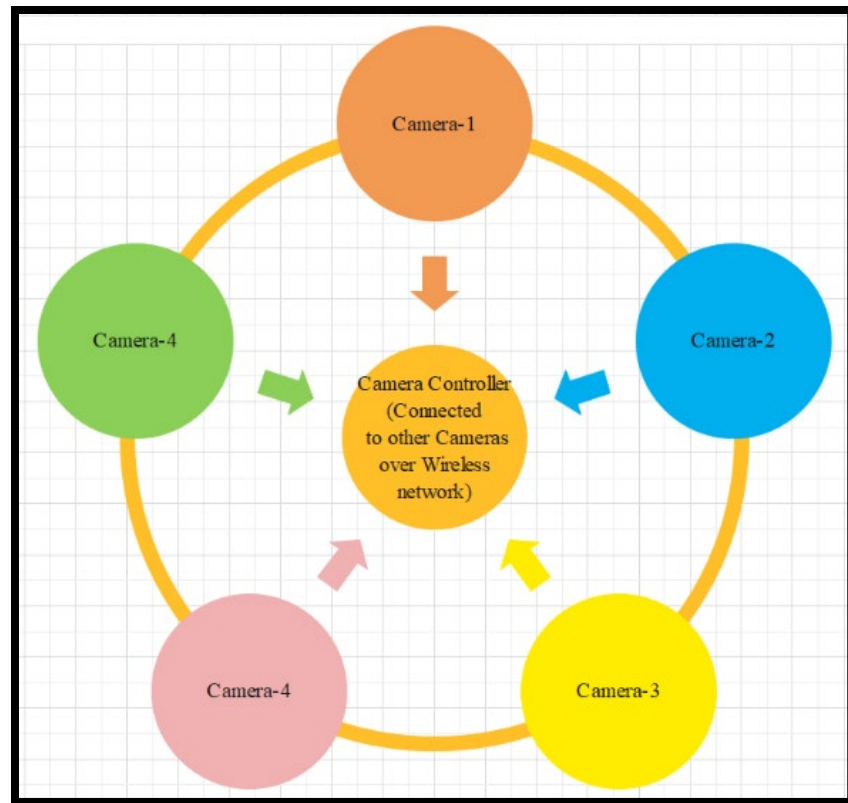 Camera-1
Camera-4
Camera-2
Camera Controller
(Connected
to other Cameras
over Wireless
network)
Camera-4
Camera-3